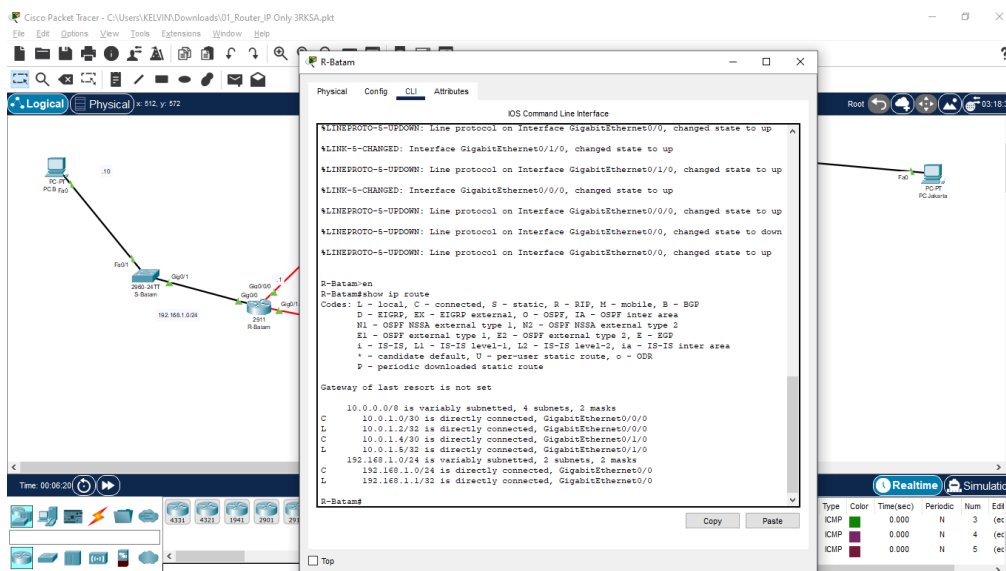 Cisco Packet Tracer - C:\Users\KELVIN\Downloads\01_Router_IP Only 3RKSA.pkt
File Edit Options View Tools Extensions Window Help
Logical
Physical
x: 512, y: 572
Root
03:18:3
R-Batam
Physical Config CLI Attributes
IOS Command Line Interface
%LINEPROTO-5-UPDOWN: Line protocol on Interface GigabitEthernet0/0, changed state to up
%LINK-5-CHANGED: Interface GigabitEthernet0/1/0, changed state to up
%LINEPROTO-5-UPDOWN: Line protocol on Interface GigabitEthernet0/1/0, changed state to up
%LINK-5-CHANGED: Interface GigabitEthernet0/0/0, changed state to up
%LINEPROTO-5-UPDOWN: Line protocol on Interface GigabitEthernet0/0/0, changed state to up
%LINEPROTO-5-UPDOWN: Line protocol on Interface GigabitEthernet0/0, changed state to down
%LINEPROTO-5-UPDOWN: Line protocol on Interface GigabitEthernet0/0, changed state to up
R-Batam>en
R-Batam#show ip route
Codes: L - local, C - connected, S - static, R - RIP, M - mobile, B - BGP
D - EIGRP, EX - EIGRP external, O - OSPF, IA - OSPF inter area
N1 - OSPF NSSA external type 1, N2 - OSPF NSSA external type 2
E1 - OSPF external type 1, E2 - OSPF external type 2, E - EGP
i - IS-IS, L1 - IS-IS level-1, L2 - IS-IS level-2, ia - IS-IS inter area
* - candidate default, U - per-user static route, o - ODR
P - periodic downloaded static route
Gateway of last resort is not set
10.0.0.0/8 is variably subnetted, 4 subnets, 2 masks
C 10.0.1.0/30 is directly connected, GigabitEthernet0/0/0
L 10.0.1.2/32 is directly connected, GigabitEthernet0/0/0
C 10.0.1.4/30 is directly connected, GigabitEthernet0/1/0
L 10.0.1.5/32 is directly connected, GigabitEthernet0/1/0
192.168.1.0/24 is variably subnetted, 2 subnets, 2 masks
C 192.168.1.0/24 is directly connected, GigabitEthernet0/0
L 192.168.1.1/32 is directly connected, GigabitEthernet0/0
R-Batam#
Copy Paste
Top
.10
PC-PT
PC B
Fa0
Fa0/1
2960-24TT
S-Batam
Gig0/1
192.168.1.0/24
Gig0/0/0
.1
Gig0/0
Gig0/1
2911
R-Batam
Fa0
PC-PT
PC Jakarta
Time: 00:06:20
Realtime
Simulatio
4331 4321 1941 2901 291
Type Color Time(sec) Periodic Num Edi
ICMP 0.000 N 3 (ec
ICMP 0.000 N 4 (ec
ICMP 0.000 N 5 (ec